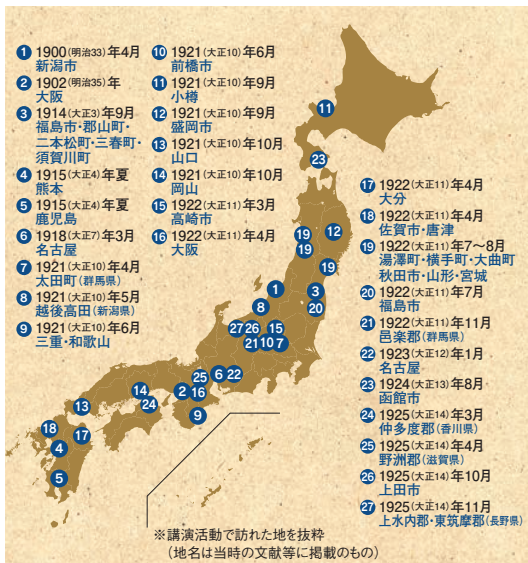 ❶ 1900(明治33)年4月
新潟市
❷ 1902(明治35)年
大阪
❸ 1914(大正3)年9月
福島市・郡山町・
二本松町・三春町・
須賀川町
❹ 1915(大正4)年夏
熊本
❺ 1915(大正4)年夏
鹿児島
❻ 1918(大正7)年3月
名古屋
❼ 1921(大正10)年4月
太田町(群馬県)
❽ 1921(大正10)年5月
越後高田(新潟県)
❾ 1921(大正10)年6月
三重・和歌山
❿ 1921(大正10)年6月
前橋市
⓫ 1921(大正10)年9月
小樽
⓬ 1921(大正10)年9月
盛岡市
⓭ 1921(大正10)年10月
山口
⓮ 1921(大正10)年10月
岡山
⓯ 1922(大正11)年3月
高崎市
⓰ 1922(大正11)年4月
大阪
⓱ 1922(大正11)年4月
大分
⓲ 1922(大正11)年4月
佐賀市・唐津
⓳ 1922(大正11)年7〜8月
湯澤町・横手町・大曲町
秋田市・山形・宮城
⓴ 1922(大正11)年7月
福島市
21 1922(大正11)年11月
邑楽郡(群馬県)
22 1923(大正12)年1月
名古屋
23 1924(大正13)年8月
函館市
24 1925(大正14)年3月
仲多度郡(香川県)
25 1925(大正14)年4月
野洲郡(滋賀県)
26 1925(大正14)年10月
上田市
27 1925(大正14)年11月
上水内郡・東筑摩郡(長野県)
11
23
19 12
19
19
1
8 3
20
27 26 15
21 10 7
25 6 22
14 2 16
24
13 9
18 17
4
5
※講演活動で訪れた地を抜粋
(地名は当時の文献等に掲載のもの)